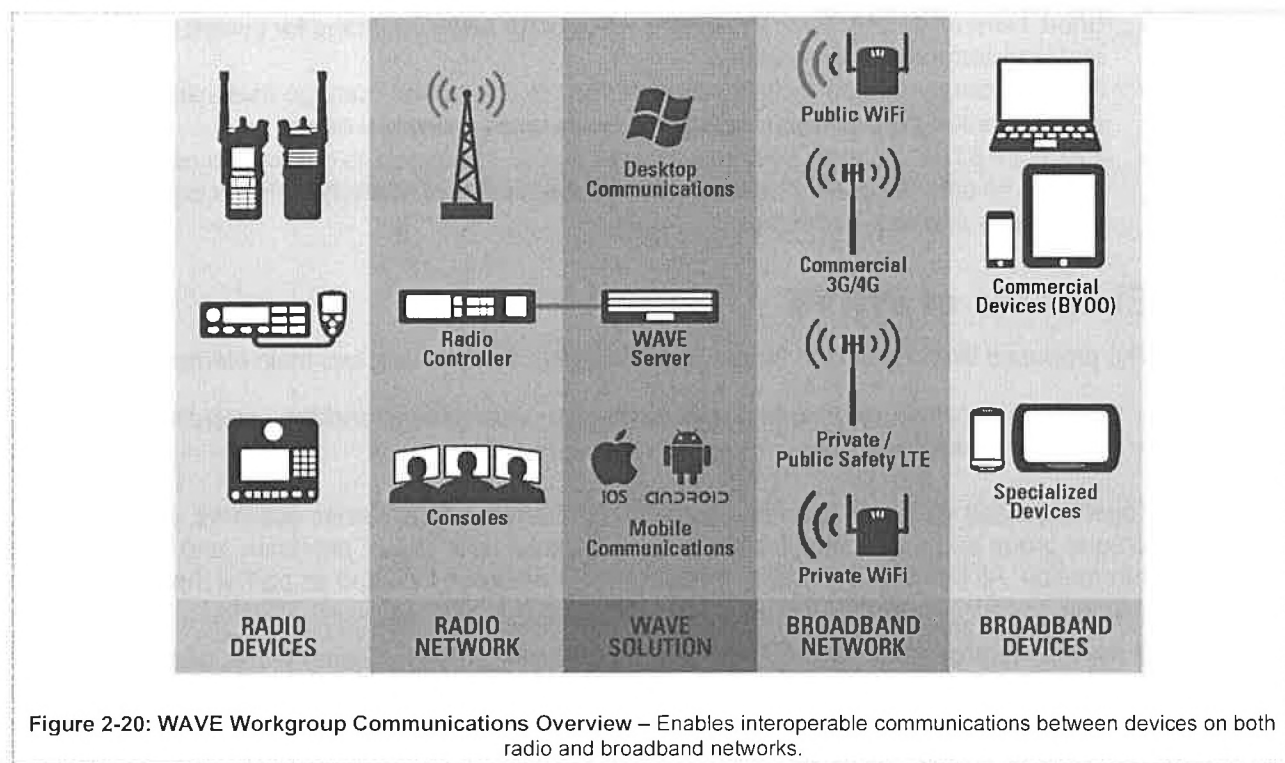 RADIO
DEVICES
Radio
Controller
Consoles
RADIO
NETWORK
Desktop
Communications
WAVE
Server
iOS
ANDROID
Mobile
Communications
WAVE
SOLUTION
Public WiFi
Commercial
3G/4G
Private /
Public Safety LTE
Private WiFi
BROADBAND
NETWORK
Commercial
Devices (BYOO)
Specialized
Devices
BROADBAND
DEVICES
Figure 2-20: WAVE Workgroup Communications Overview – Enables interoperable communications between devices on both
radio and broadband networks.